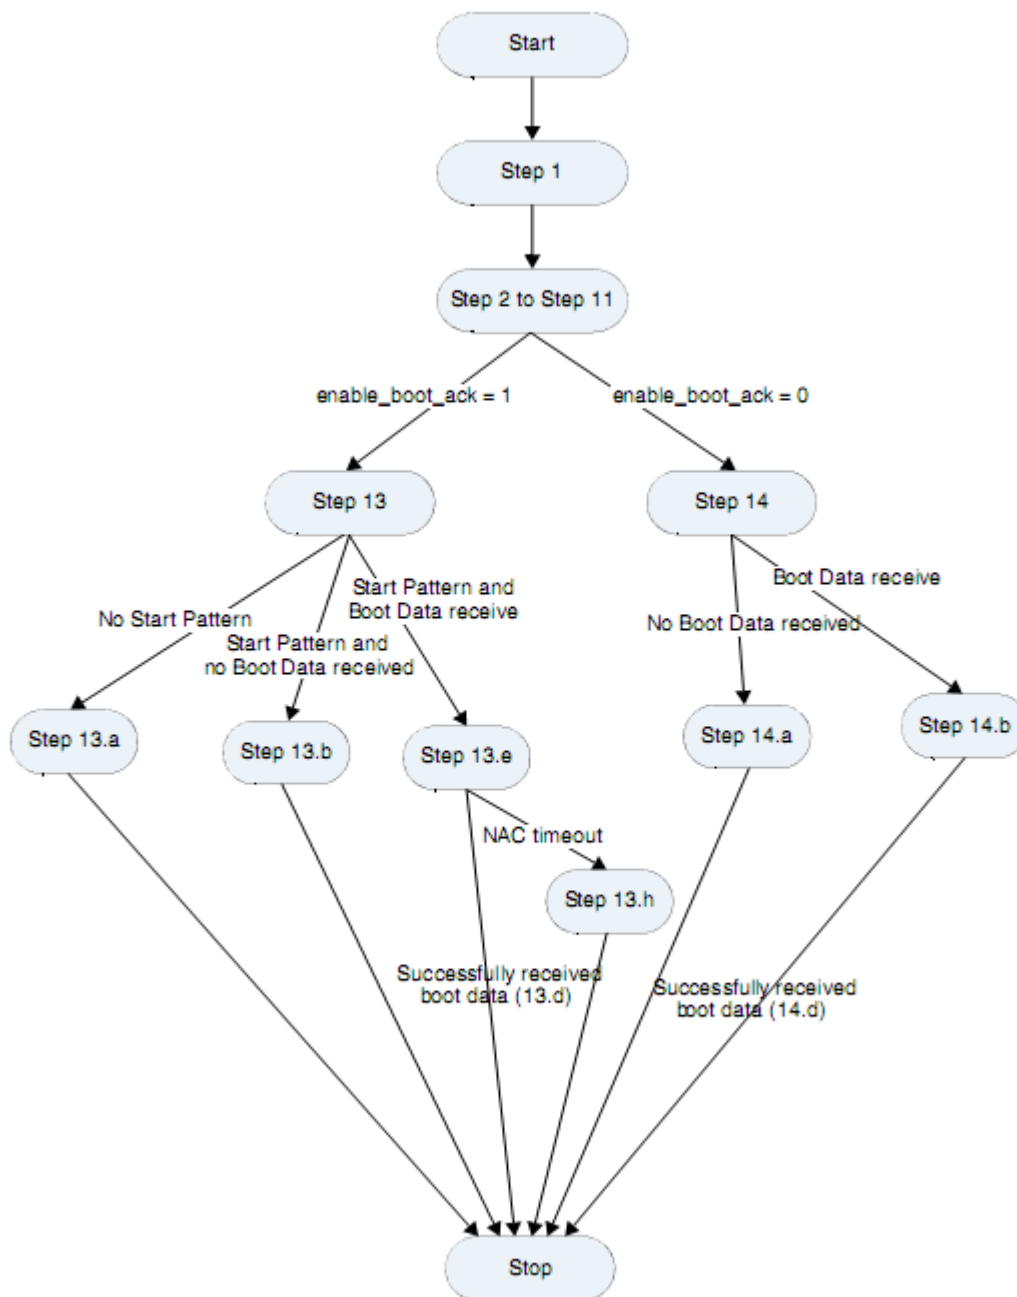 Start
Step 1
Step 2 to Step 11
enable_boot_ack = 1
enable_boot_ack = 0
Step 13
Step 14
Start Pattern and
Boot Data receive
Boot Data receive
No Start Pattern
Start Pattern and
no Boot Data received
No Boot Data received
Step 13.a
Step 13.b
Step 13.e
Step 14.a
Step 14.b
NAC timeout
Step 13.h
Successfully received
boot data (13.d)
Successfully received
boot data (14.d)
Stop